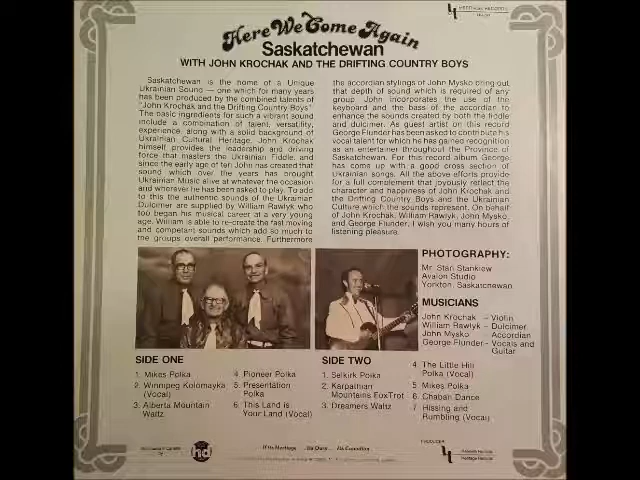 Here We Come Again
Saskatchewan
WITH JOHN KROCHAK AND THE DRIFTING COUNTRY BOYS
Saskatchewan is the home of a Unique
Ukrainian Sound — one which for many years
has been produced by the combined talents of
"John Krochak and the Drifting Country Boys"
The basic ingredients for such a vibrant sound
include a combination of talent, versatility,
experience, along with a solid background of
Ukrainian Cultural Heritage. John Krochak
himself provides the leadership and driving
force that masters the Ukrainian Fiddle, and
since the early age of ten John has created that
sound which over the years has brought
Ukrainian Music alive at whatever the occasion
and wherever he has been asked to play. To add
to this the authentic sounds of the Ukrainian
Dulcimer are supplied by William Rawlyk who
too began his musical career at a very young
age. William is able to re-create the fast moving
and competant sounds which add so much to
the groups overall performance. Furthermore
the accordian stylings of John Mysko bring out
that depth of sound which is required of any
group. John incorporates the use of the
keyboard and the bass of the accordian to
enhance the sounds created by both the fiddle
and dulcimer. As guest artist on this record
George Flunder has been asked to contribute his
vocal talent for which he has gained recognition
as an entertainer throughout the Province of
Saskatchewan. For this record album George
has come up with a good cross section of
Ukrainian songs. All the above efforts provide
for a full complement that joyously reflect the
character and happiness of John Krochak and
the Drifting Country Boys and the Ukrainian
Culture which the sounds represent. On behalf
of John Krochak, William Rawlyk, John Mysko,
and George Flunder, I wish you many hours of
listening pleasure.
PHOTOGRAPHY:
Mr. Stan Stankiew
Avalon Studio
Yorkton, Saskatchewan
MUSICIANS
John Krochak – Violin
William Rawlyk – Dulcimer
John Mysko Accordian
George Flunder - Vocals and
Guitar
SIDE ONE
1. Mikes Polka
2. Winnipeg Kolomayka
(Vocal)
3. Alberta Mountain
Waltz
4. Pioneer Polka
5. Presentation
Polka
6. This Land is
Your Land (Vocal)
SIDE TWO
1. Selkirk Polka
2. Karpathian
Mountains FoxTrot
3. Dreamers Waltz
4. The Little Hill
Polka (Vocal)
5. Mikes Polka
6. Chaban Dance
7. Hissing and
Rumbling (Vocal)
hd
PRODUCER